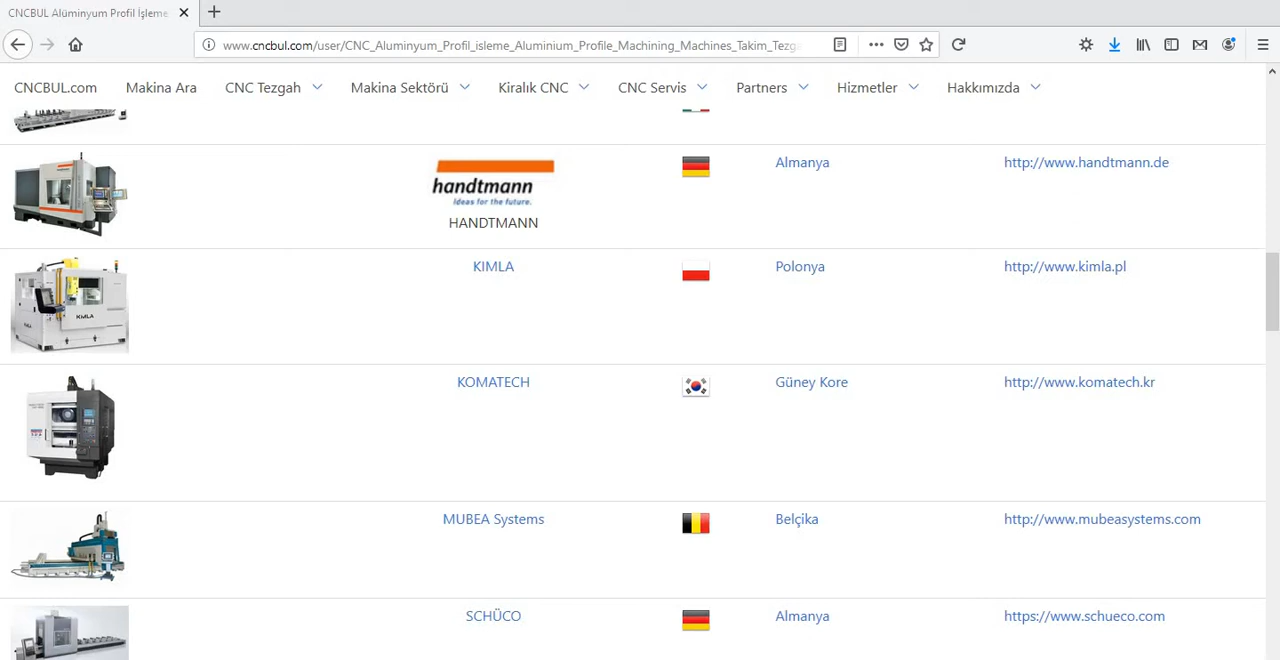 CNCBUL Alüminyum Profil İşleme
www.cncbul.com/user/CNC_Aluminyum_Profil_isleme_Aluminium_Profile_Machining_Machines_Takim_Tezg
CNCBUL.com Makina Ara CNC Tezgah Makina Sektörü Kiralık CNC CNC Servis Partners Hizmetler Hakkımızda
handtmann
Ideas for the future.
HANDTMANN Almanya http://www.handtmann.de
KIMLA Polonya http://www.kimla.pl
KIMLA
KOMATECH Güney Kore http://www.komatech.kr
MUBEA Systems Belçika http://www.mubeasystems.com
SCHÜCO Almanya https://www.schueco.com